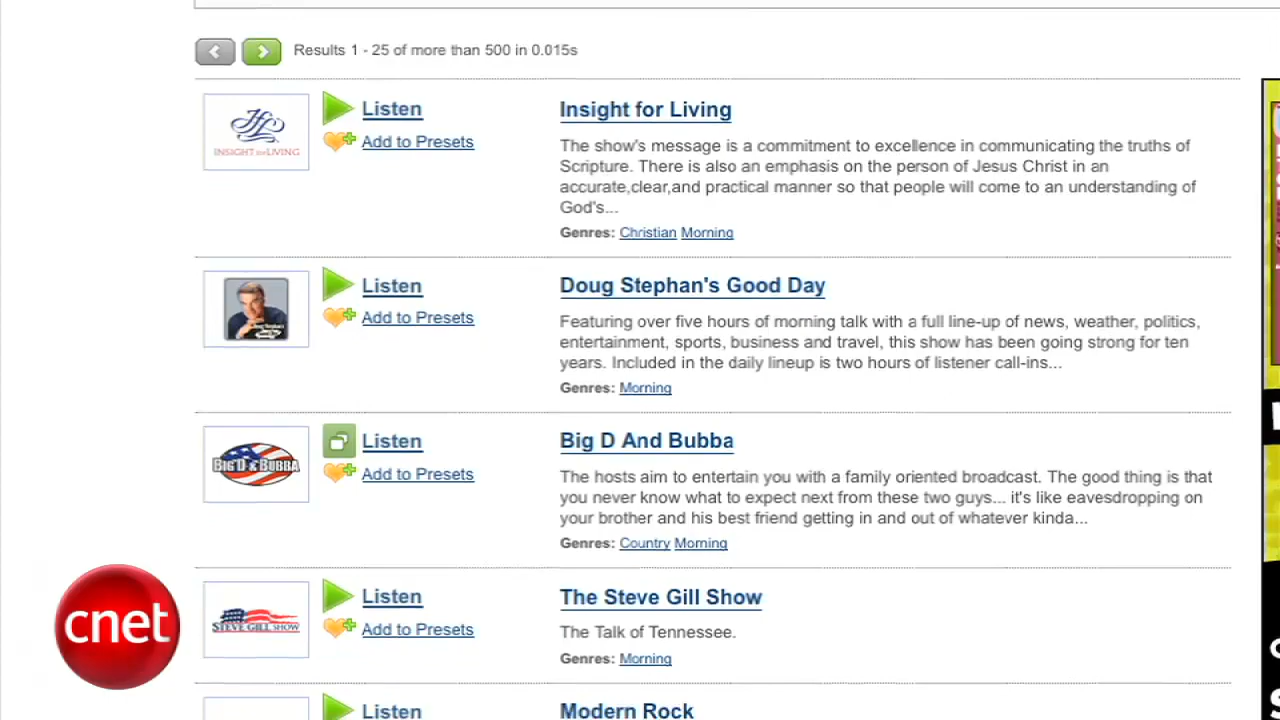 Results 1 - 25 of more than 500 in 0.015s
INSIGHT for LIVING
Listen
Add to Presets
Insight for Living
The show's message is a commitment to excellence in communicating the truths of
Scripture. There is also an emphasis on the person of Jesus Christ in an
accurate,clear,and practical manner so that people will come to an understanding of
God's...
Genres: Christian Morning
Listen
Add to Presets
Doug Stephan's Good Day
Featuring over five hours of morning talk with a full line-up of news, weather, politics,
entertainment, sports, business and travel, this show has been going strong for ten
years. Included in the daily lineup is two hours of listener call-ins...
Genres: Morning
BIG D & BUBBA
Listen
Add to Presets
Big D And Bubba
The hosts aim to entertain you with a family oriented broadcast. The good thing is that
you never know what to expect next from these two guys... it's like eavesdropping on
your brother and his best friend getting in and out of whatever kinda...
Genres: Country Morning
STEVE GILL SHOW
Listen
Add to Presets
The Steve Gill Show
The Talk of Tennessee.
Genres: Morning
Listen
Modern Rock
cnet